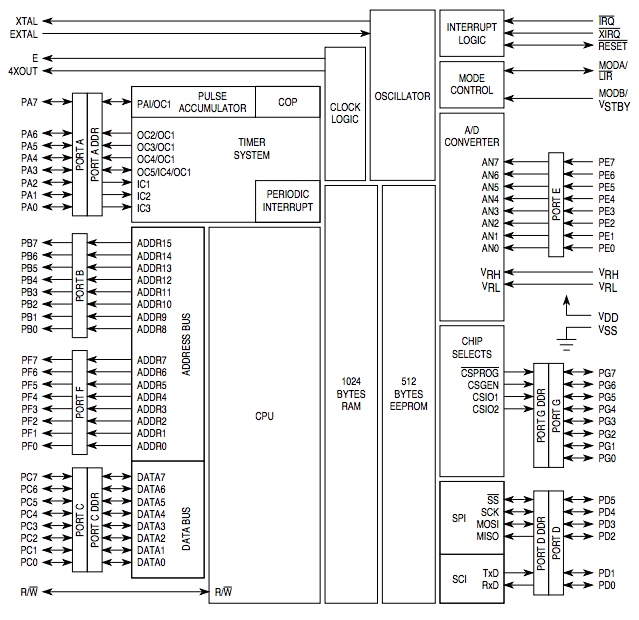 XTAL
EXTAL
E
4XOUT
PA7
PA6
PA5
PA4
PA3
PA2
PA1
PA0
PORT A
PORT A DDR
PAI/OC1
PULSE
ACCUMULATOR
COP
OC2/OC1
OC3/OC1
OC4/OC1
OC5/IC4/OC1
IC1
IC2
IC3
TIMER
SYSTEM
PERIODIC
INTERRUPT
PB7
PB6
PB5
PB4
PB3
PB2
PB1
PB0
PORT B
ADDR15
ADDR14
ADDR13
ADDR12
ADDR11
ADDR10
ADDR9
ADDR8
ADDRESS BUS
PF7
PF6
PF5
PF4
PF3
PF2
PF1
PF0
PORT F
ADDR7
ADDR6
ADDR5
ADDR4
ADDR3
ADDR2
ADDR1
ADDR0
PC7
PC6
PC5
PC4
PC3
PC2
PC1
PC0
PORT C
PORT C DDR
DATA7
DATA6
DATA5
DATA4
DATA3
DATA2
DATA1
DATA0
DATA BUS
R/W̅
R/W̅
CPU
CLOCK
LOGIC
OSCILLATOR
1024
BYTES
RAM
512
BYTES
EEPROM
INTERRUPT
LOGIC
I̅R̅Q̅
X̅I̅R̅Q̅
R̅E̅S̅E̅T̅
MODE
CONTROL
MODA/
L̅I̅R̅
MODB/
VSTBY
A/D
CONVERTER
AN7
AN6
AN5
AN4
AN3
AN2
AN1
AN0
PORT E
PE7
PE6
PE5
PE4
PE3
PE2
PE1
PE0
VRH
VRL
VRH
VRL
VDD
VSS
CHIP
SELECTS
C̅S̅P̅R̅O̅G̅
CSGEN
CSIO1
CSIO2
PORT G DDR
PORT G
PG7
PG6
PG5
PG4
PG3
PG2
PG1
PG0
SPI
S̅S̅
SCK
MOSI
MISO
SCI
TxD
RxD
PORT D DDR
PORT D
PD5
PD4
PD3
PD2
PD1
PD0